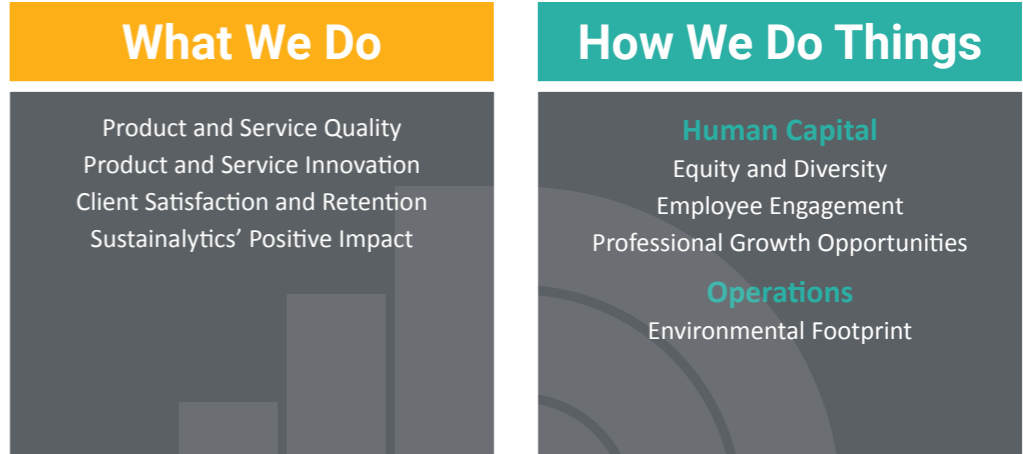 What We Do
Product and Service Quality
Product and Service Innovation
Client Satisfaction and Retention
Sustainalytics’ Positive Impact
How We Do Things
Human Capital
Equity and Diversity
Employee Engagement
Professional Growth Opportunities
Operations
Environmental Footprint